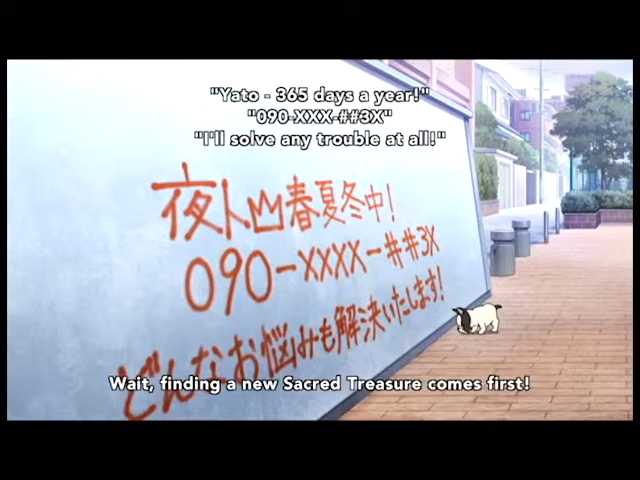 "Yato - 365 days a year!"
"090-XXX-##3X"
"I'll solve any trouble at all!"
夜ト 春夏冬中!
090-XXXX-##3X
どんなお悩みも解決いたします!
Wait, finding a new Sacred Treasure comes first!